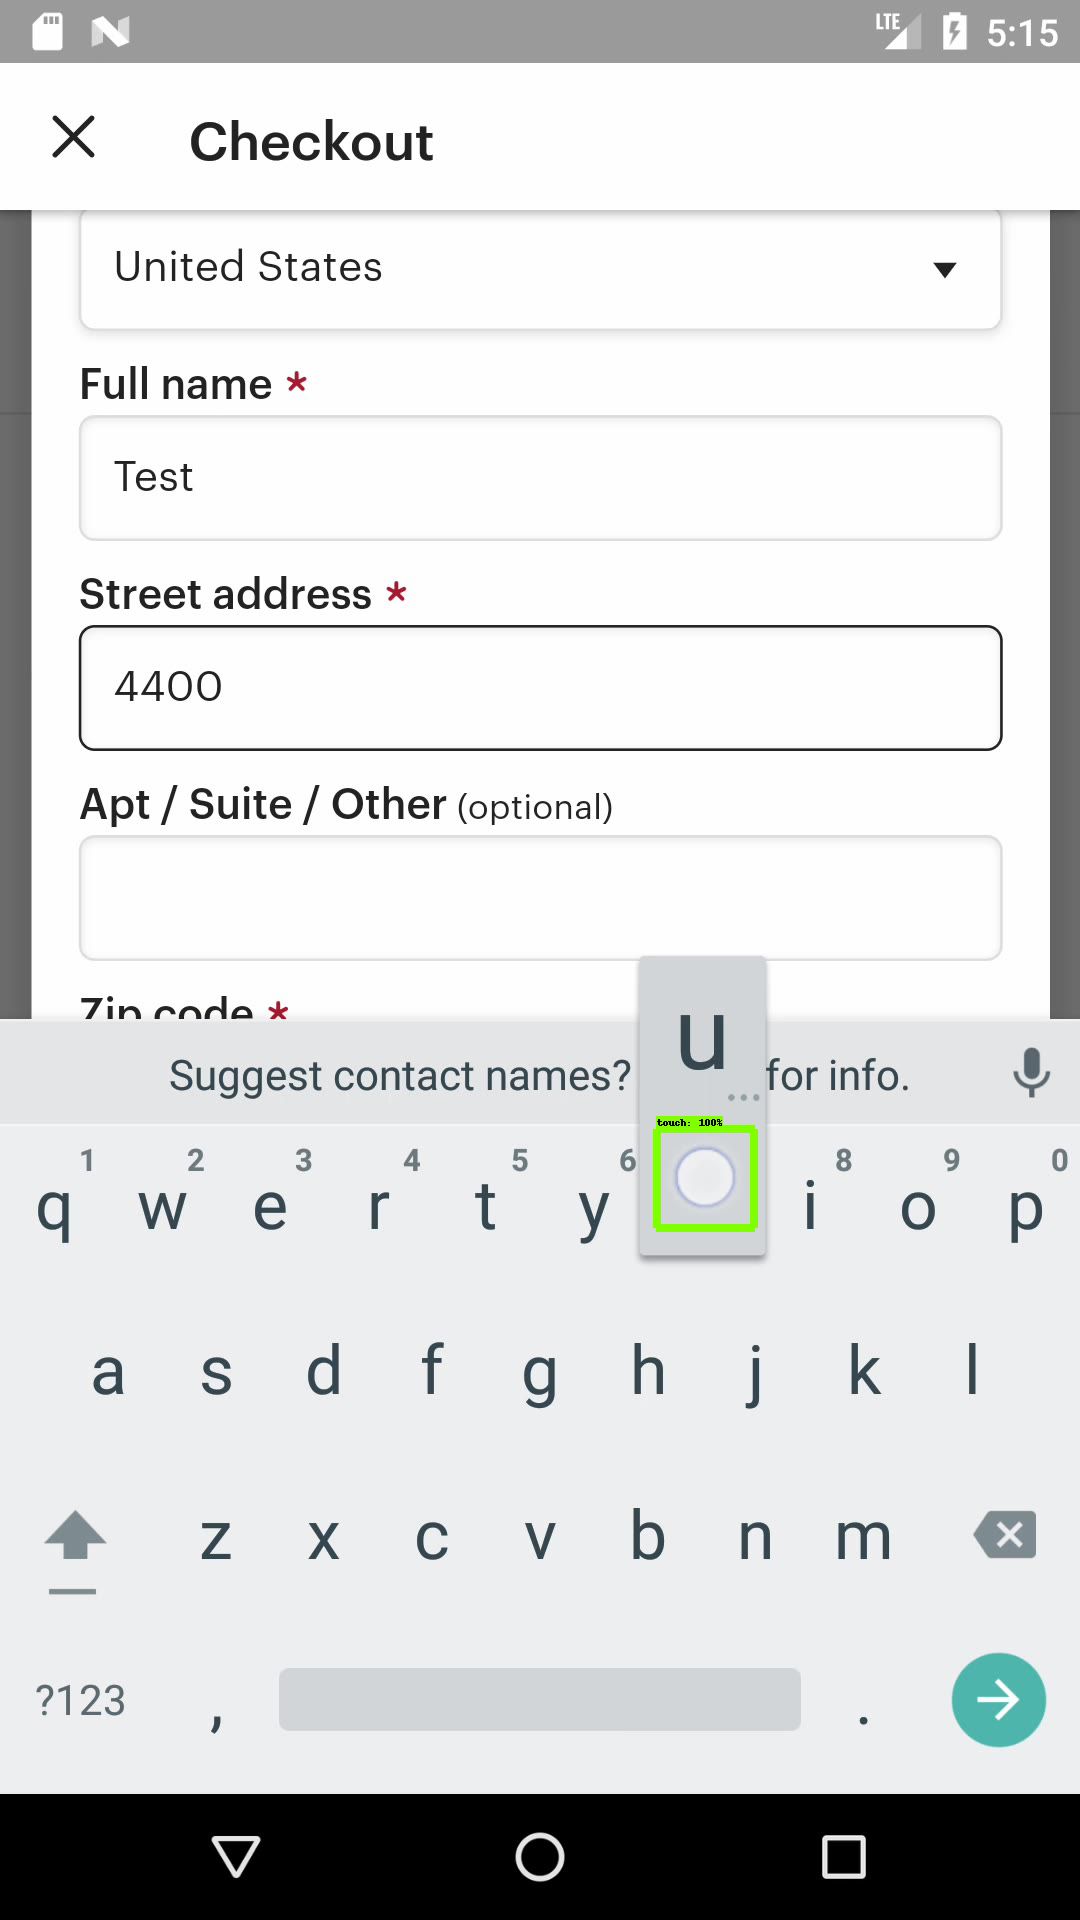 LTE 5:15
Checkout
United States
Full name *
Test
Street address *
4400
Apt / Suite / Other (optional)
Zip code *
u
Suggest contact names? for info.
...
touch: 100%
1 2 3 4 5 6 8 9 0
q w e r t y i o p
a s d f g h j k l
z x c v b n m
?123 , .